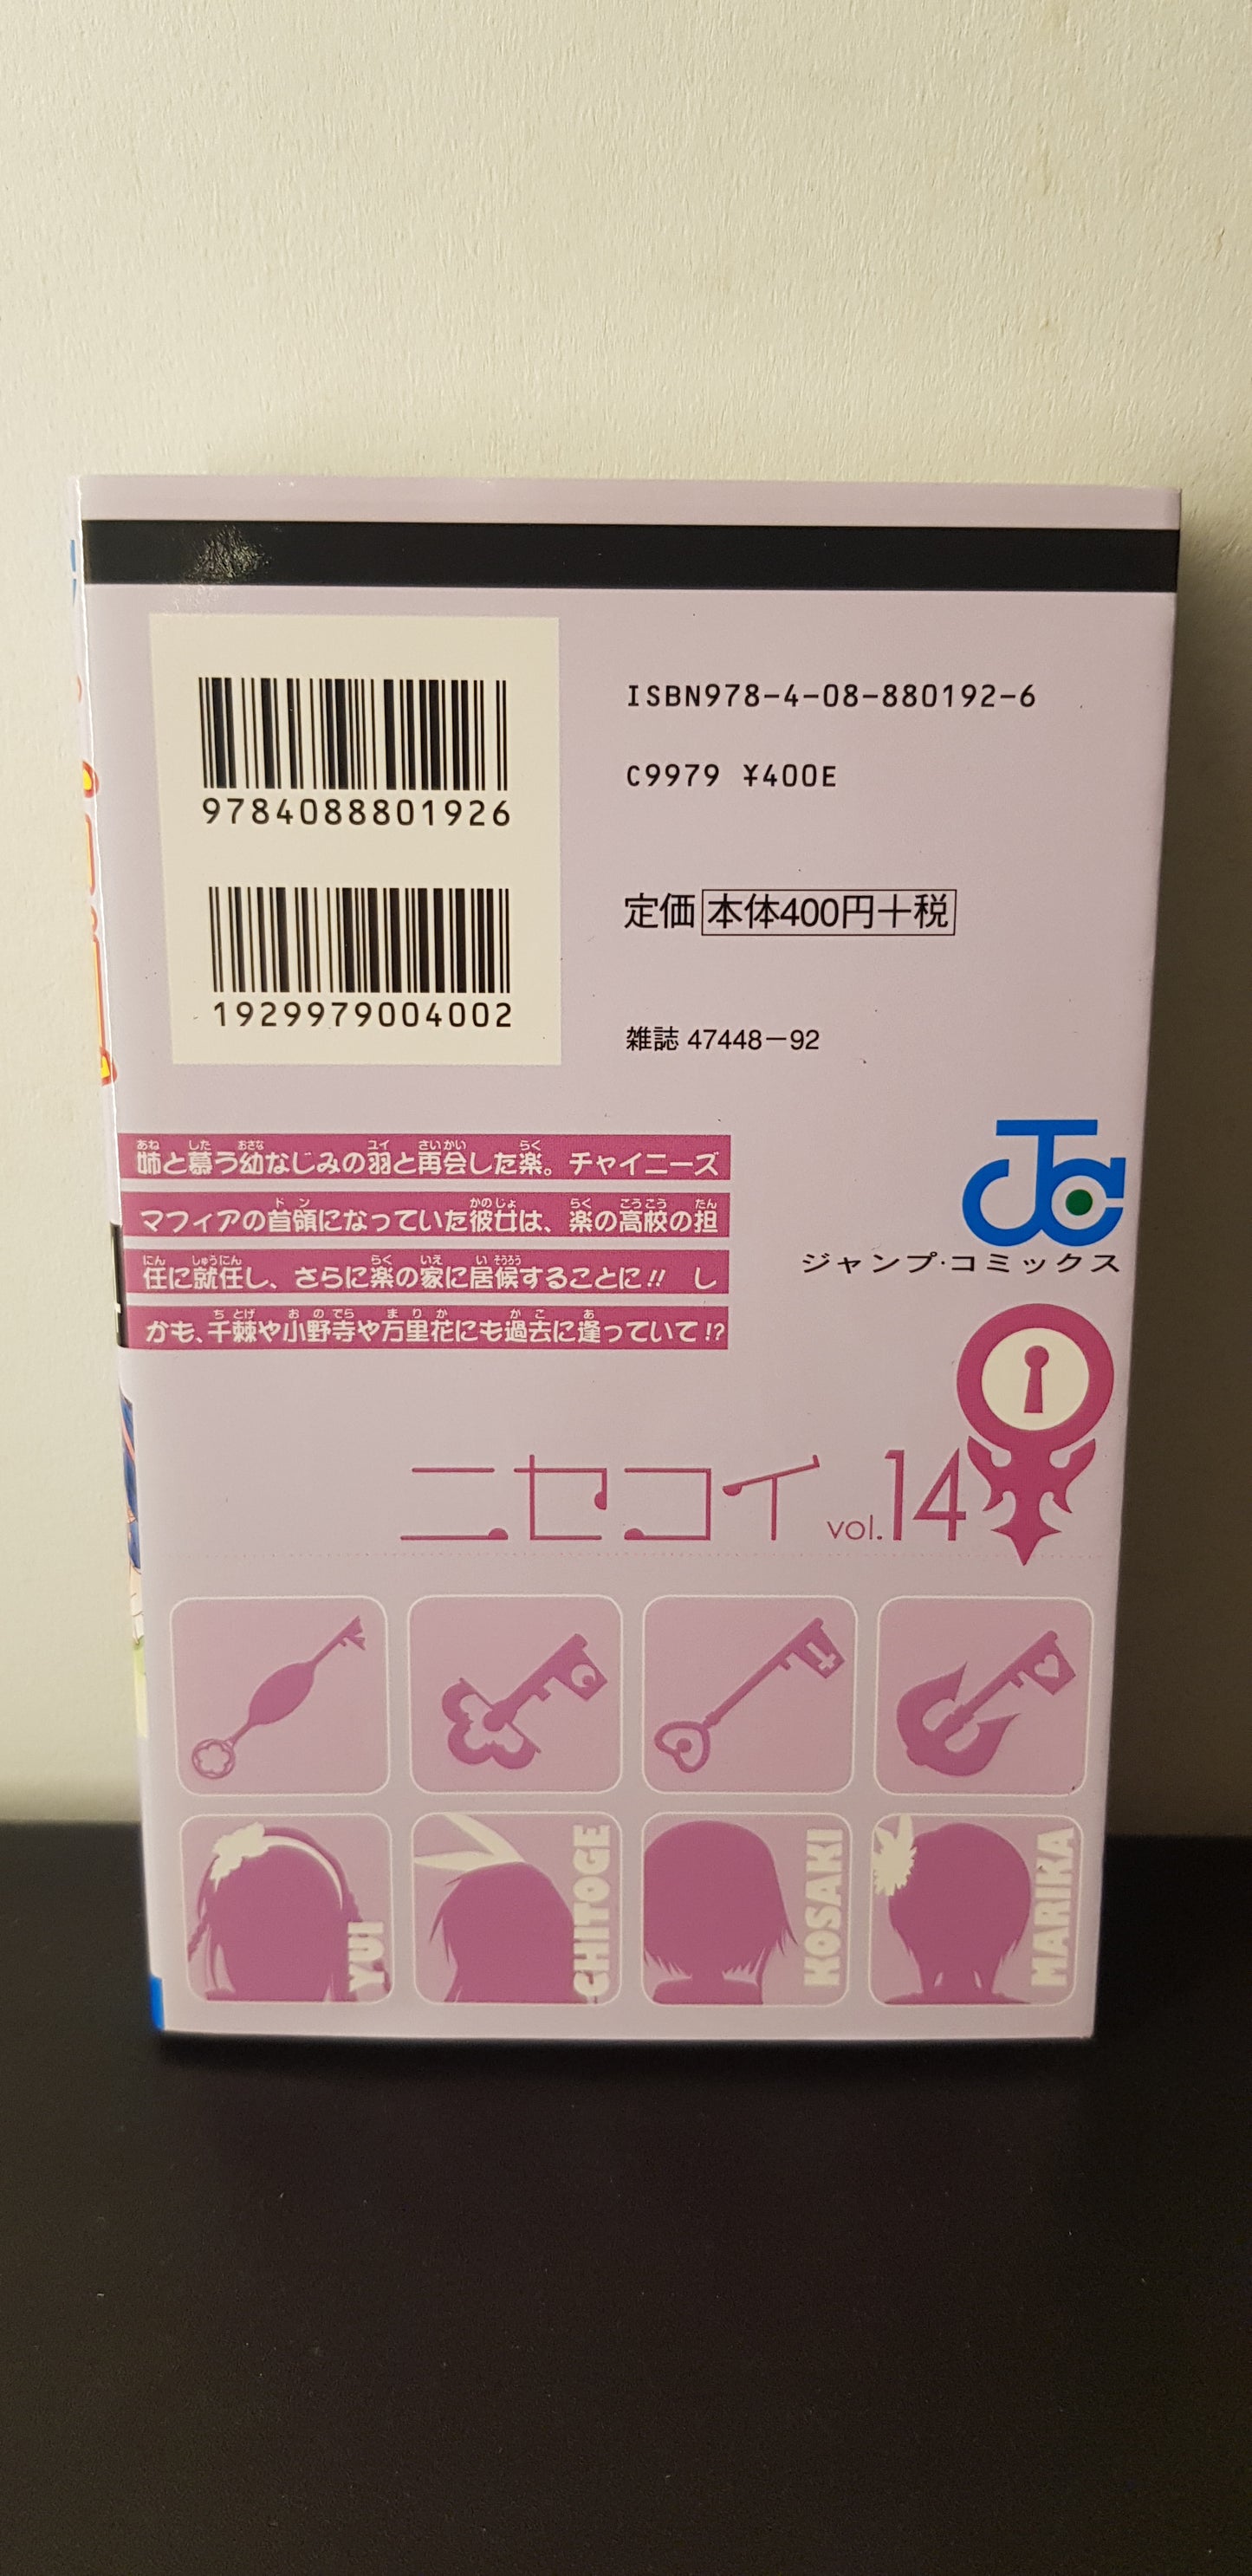 9784088801926
1929979004002
ISBN978-4-08-880192-6
C9979 ¥400E
定価 本体400円+税
雑誌 47448-92
姉と慕う幼なじみの羽と再会した楽。チャイニーズ
マフィアの首領になっていた彼女は、楽の高校の担
任に就任し、さらに楽の家に居候することに!! し
かも、千棘や小野寺や万里花にも過去に逢っていて!?
JC
ジャンプ・コミックス
ニセコイ vol.14
YUI
CHITOGE
KOSAKI
MARIKA